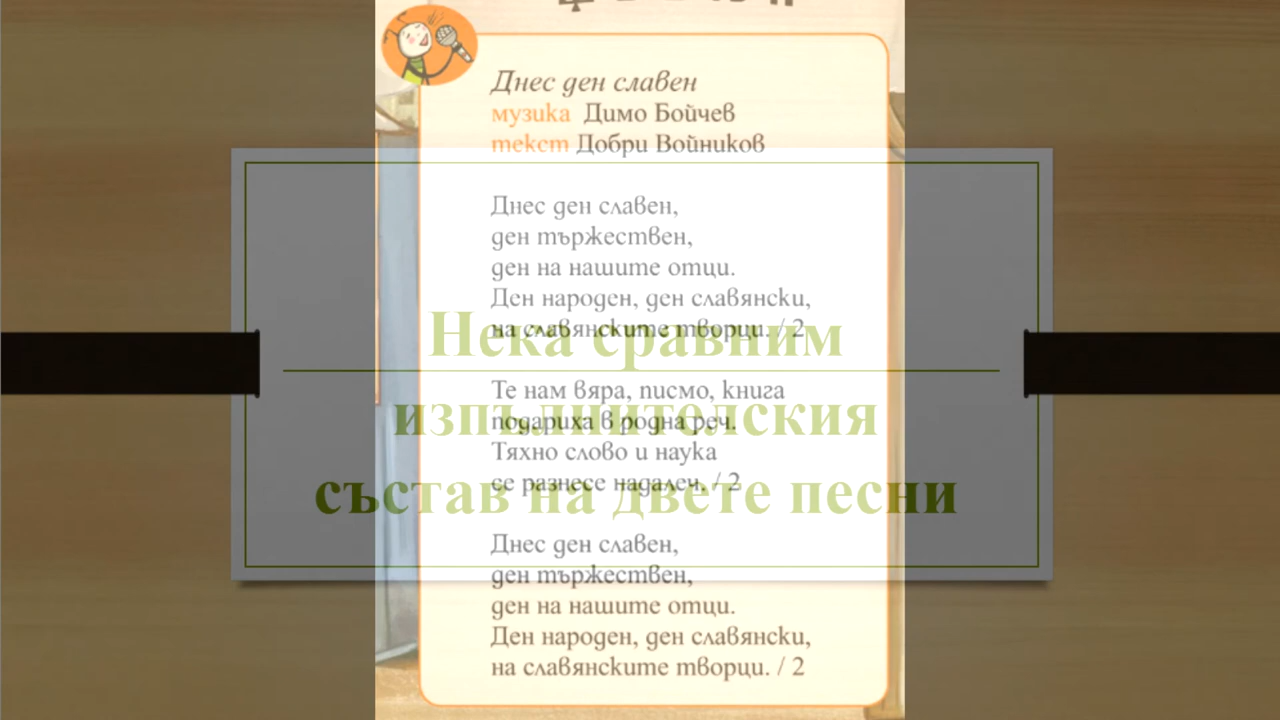 Днес ден славен
музика Димо Бойчев
текст Добри Войников
Днес ден славен,
ден тържествен,
ден на нашите отци.
Ден народен, ден славянски,
на славянските творци. / 2
Те нам вяра, писмо, книга
подариха в родна реч.
Тяхно слово и наука
се разнесе надалеч. / 2
Днес ден славен,
ден тържествен,
ден на нашите отци.
Ден народен, ден славянски,
на славянските творци. / 2
Нека сравним
изпълнителския
състав на двете песни